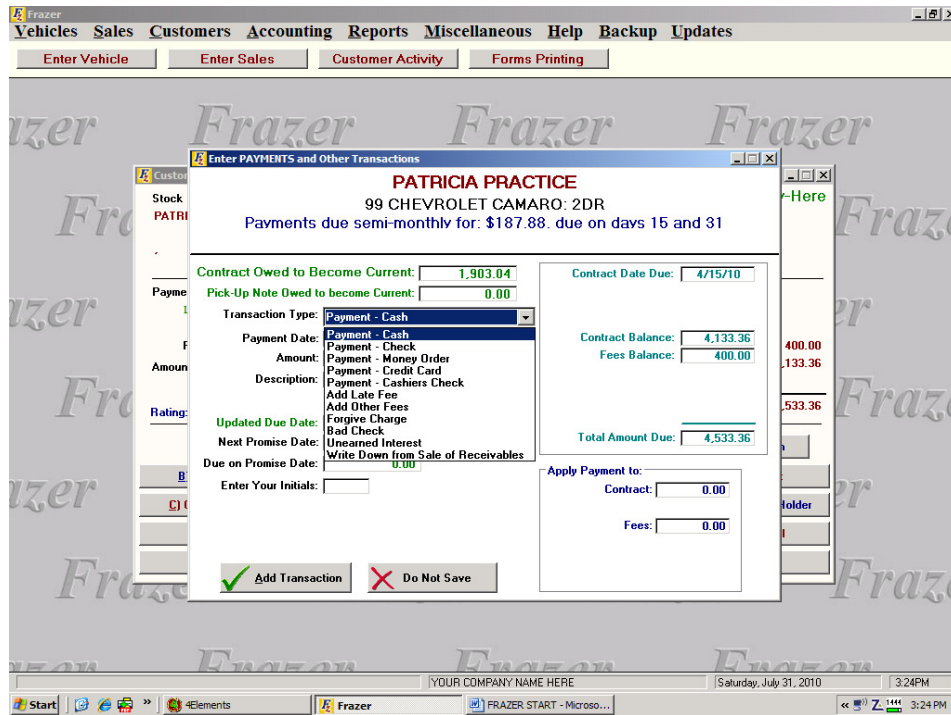 Frazer
Vehicles Sales Customers Accounting Reports Miscellaneous Help Backup Updates
Enter Vehicle Enter Sales Customer Activity Forms Printing
Frazer Frazer Frazer
Enter PAYMENTS and Other Transactions
PATRICIA PRACTICE
99 CHEVROLET CAMARO: 2DR
Payments due semi-monthly for: $187.88. due on days 15 and 31
Stock
Contract Owed to Become Current: 1,903.04
Pick-Up Note Owed to become Current: 0.00
Transaction Type: Payment - Cash
Payment - Cash
Payment - Check
Payment - Money Order
Payment - Credit Card
Payment - Cashiers Check
Add Late Fee
Add Other Fees
Forgive Charge
Bad Check
Unearned Interest
Write Down from Sale of Receivables
Payment Date:
Amount:
Description:
Updated Due Date:
Next Promise Date:
Due on Promise Date: 0.00
Enter Your Initials:
Contract Date Due: 4/15/10
Contract Balance: 4,133.36
Fees Balance: 400.00
Total Amount Due: 4,533.36
Apply Payment to:
Contract: 0.00
Fees: 0.00
Add Transaction Do Not Save
400.00
,133.36
,533.36
Rating:
Holder
YOUR COMPANY NAME HERE Saturday, July 31, 2010 3:24PM
Start » 4Elements Frazer FRAZER START - Microso... « 3:24 PM